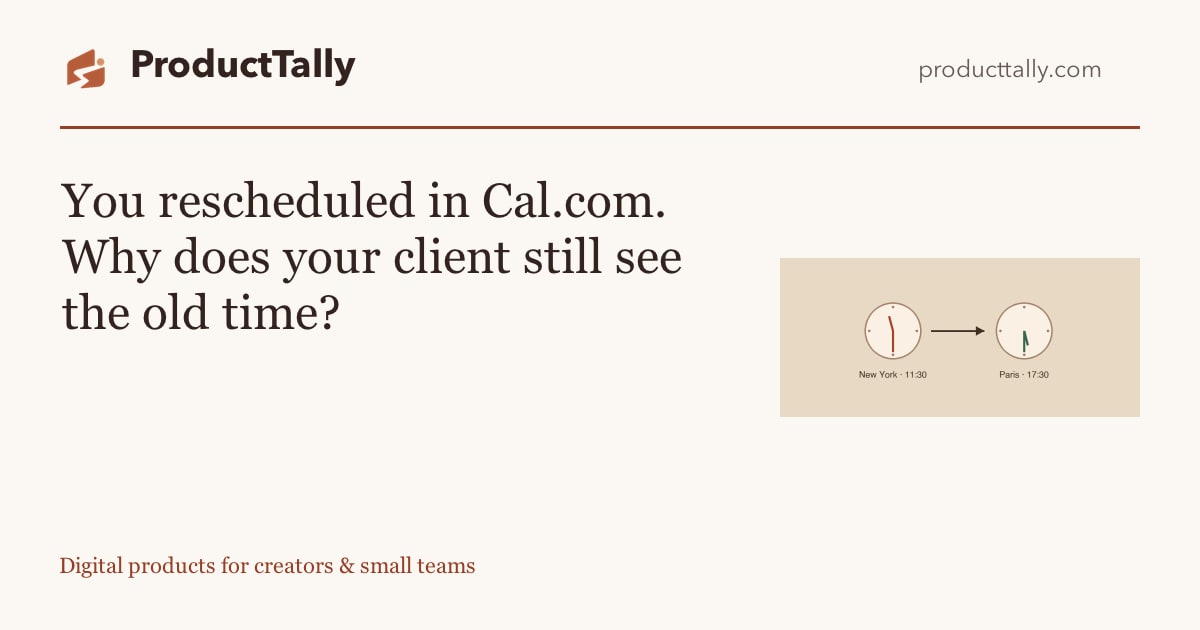 ProductTally
producttally.com
You rescheduled in Cal.com.
Why does your client still see
the old time?
New York · 11:30
Paris · 17:30
Digital products for creators & small teams